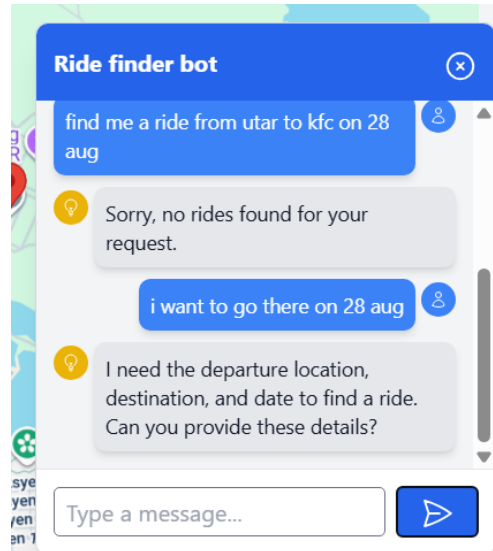 Ride finder bot
find me a ride from utar to kfc on 28
aug
Sorry, no rides found for your
request.
i want to go there on 28 aug
I need the departure location,
destination, and date to find a ride.
Can you provide these details?
Type a message...